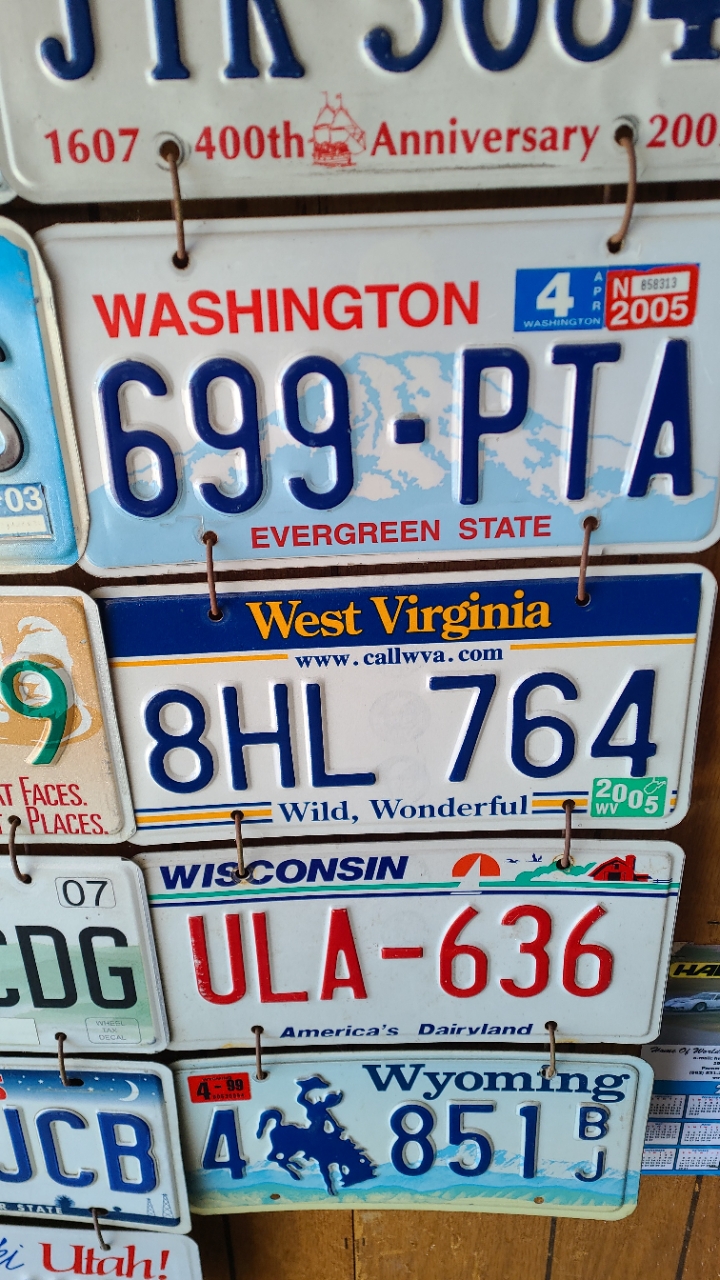 1607 400th Anniversary 200
WASHINGTON
4 APR WASHINGTON
N 858313
2005
699·PTA
EVERGREEN STATE
03
West Virginia
www.callwva.com
8HL 764
Wild, Wonderful
2005
WV
9
FACES.
PLACES.
WISCONSIN
ULA-636
America's Dairyland
07
CDG
WHEEL
TAX
DECAL
Wyoming
4-99
4 851 BJ
JCB
STATE
Utah!